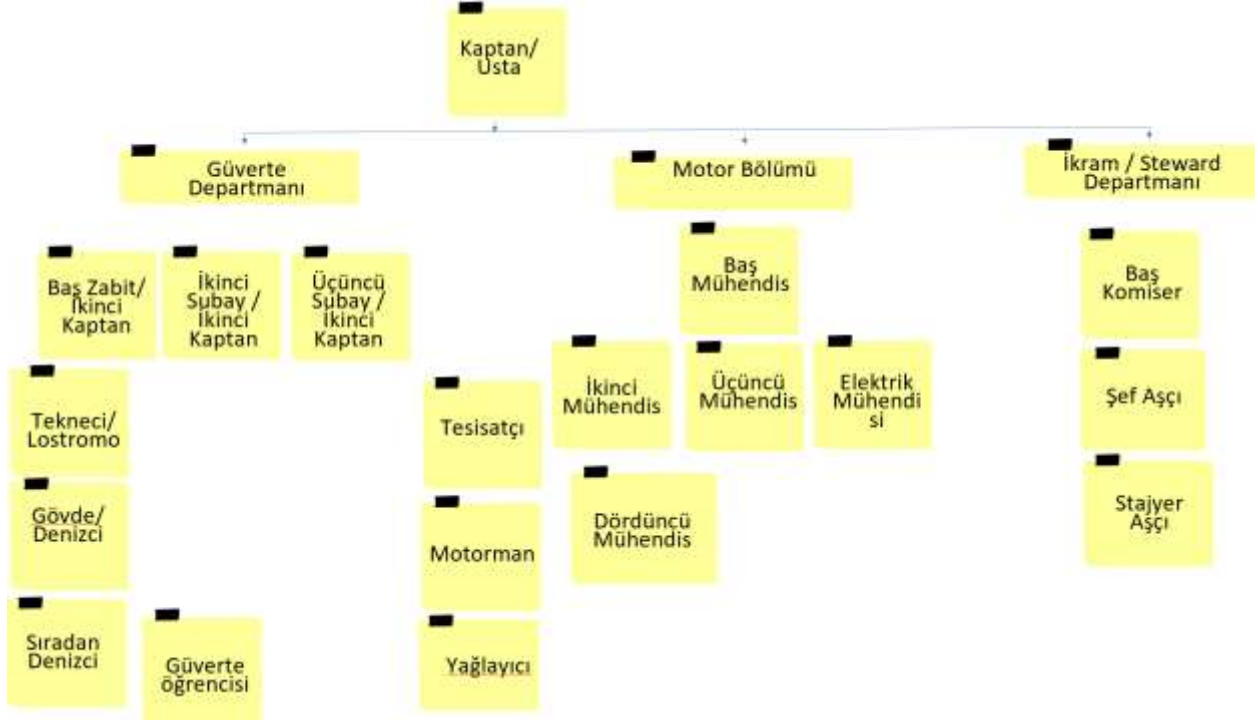 Kaptan/
Usta
Güverte
Departmanı
Motor Bölümü
İkram / Steward
Departmanı
Baş Zabit/
İkinci
Kaptan
İkinci
Subay /
İkinci
Kaptan
Üçüncü
Subay /
İkinci
Kaptan
Tekneci/
Lostromo
Gövde/
Denizci
Sıradan
Denizci
Güverte
öğrencisi
Baş
Mühendis
İkinci
Mühendis
Üçüncü
Mühendis
Elektrik
Mühendi
si
Dördüncü
Mühendis
Tesisatçı
Motorman
Yağlayıcı
Baş
Komiser
Şef Aşçı
Stajyer
Aşçı